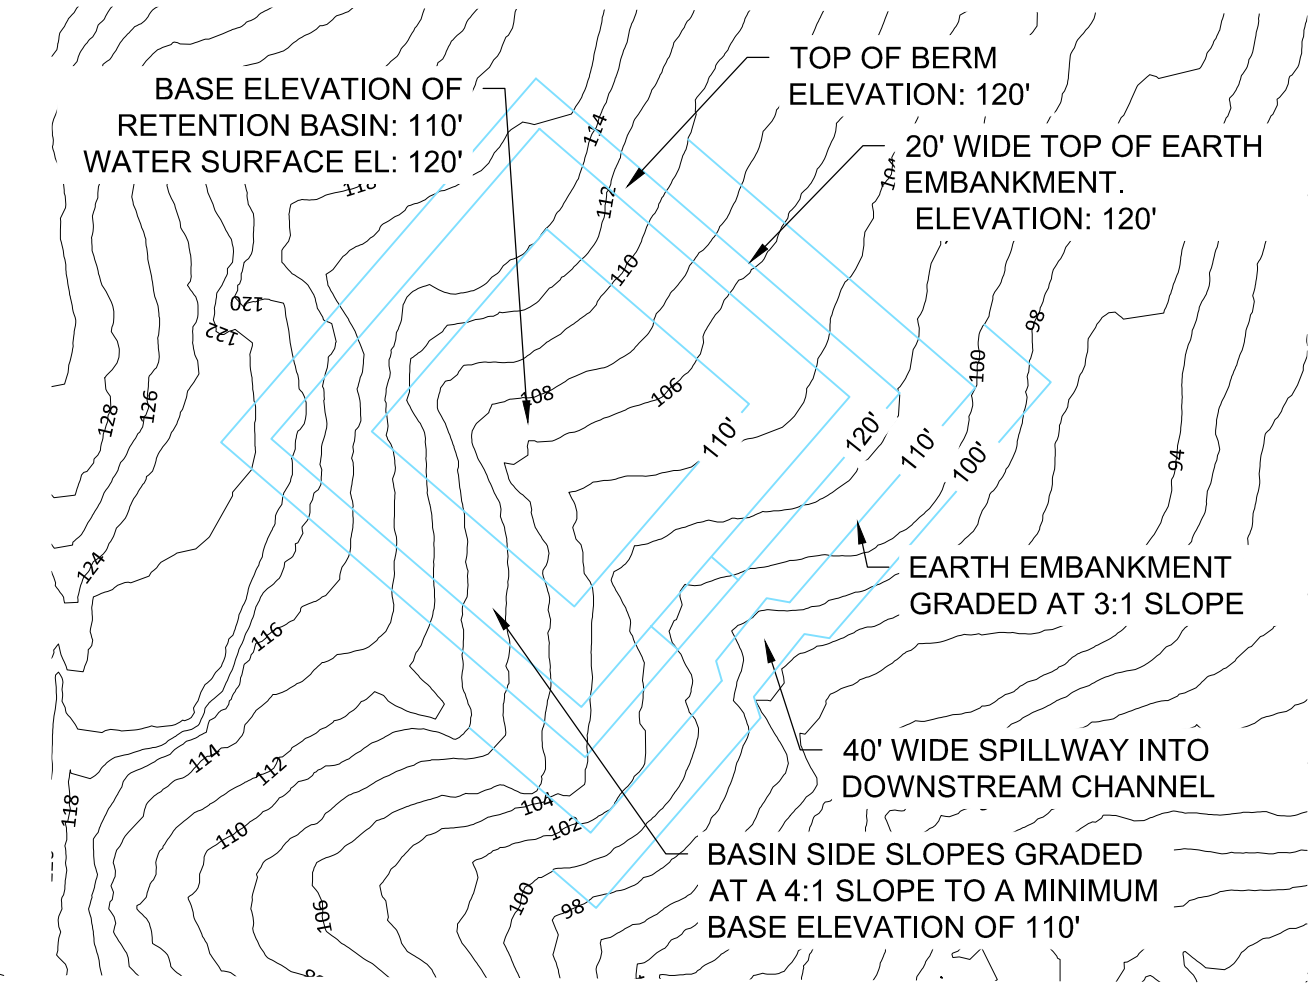 BASE ELEVATION OF
RETENTION BASIN: 110'
WATER SURFACE EL: 120'
TOP OF BERM
ELEVATION: 120'
20' WIDE TOP OF EARTH
EMBANKMENT.
ELEVATION: 120'
114
112
110
118
104
120
122
98
100
108
106
128
126
110'
120'
110'
100'
94
124
EARTH EMBANKMENT
GRADED AT 3:1 SLOPE
116
40' WIDE SPILLWAY INTO
DOWNSTREAM CHANNEL
114
112
118
110
104
102
BASIN SIDE SLOPES GRADED
AT A 4:1 SLOPE TO A MINIMUM
BASE ELEVATION OF 110'
106
100
98